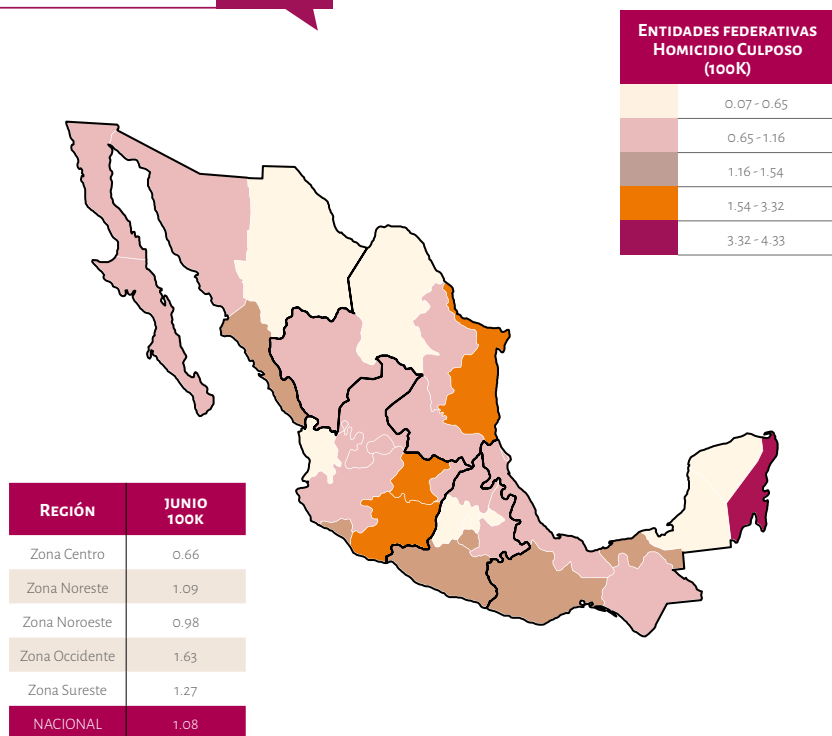 Entidades federativas
Homicidio Culposo
(100K)
0.07 - 0.65
0.65 - 1.16
1.16 - 1.54
1.54 - 3.32
3.32 - 4.33
Región JUNIO 100K
Zona Centro 0.66
Zona Noreste 1.09
Zona Noroeste 0.98
Zona Occidente 1.63
Zona Sureste 1.27
NACIONAL 1.08